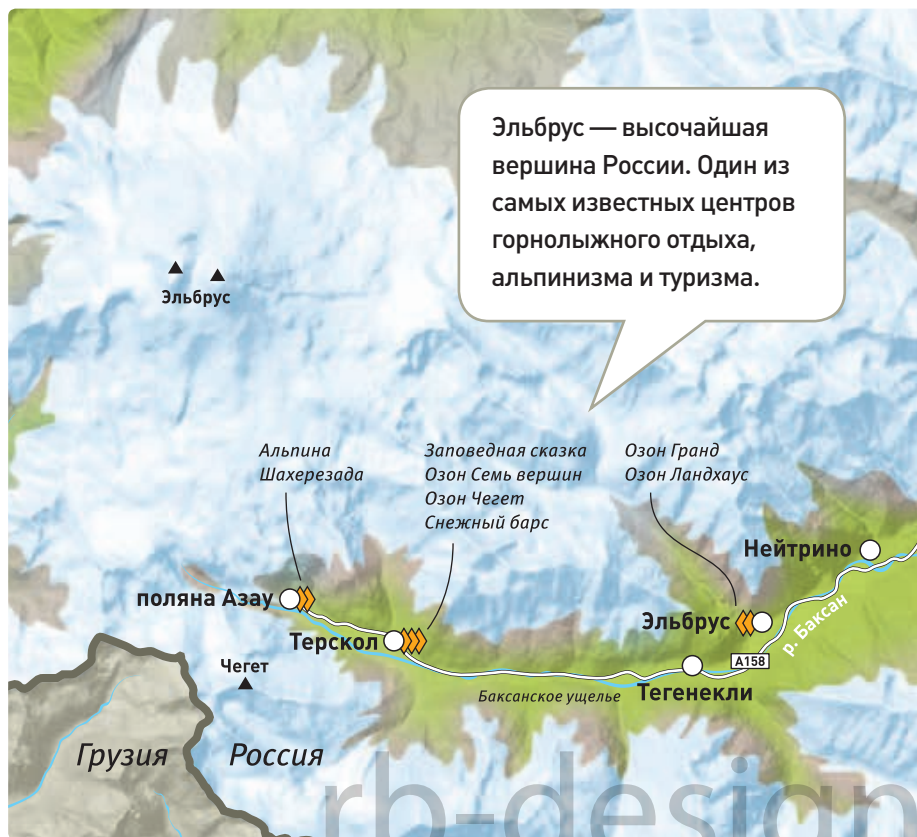 Эльбрус — высочайшая
вершина России. Один из
самых известных центров
горнолыжного отдыха,
альпинизма и туризма.
Эльбрус
Альпина
Шахерезада
Заповедная сказка
Озон Семь вершин
Озон Чегет
Снежный барс
Озон Гранд
Озон Ландхаус
Нейтрино
поляна Азау
Эльбрус
р. Баксан
Терскол
А158
Чегет
Баксанское ущелье
Тегенекли
Грузия
Россия
rb-design